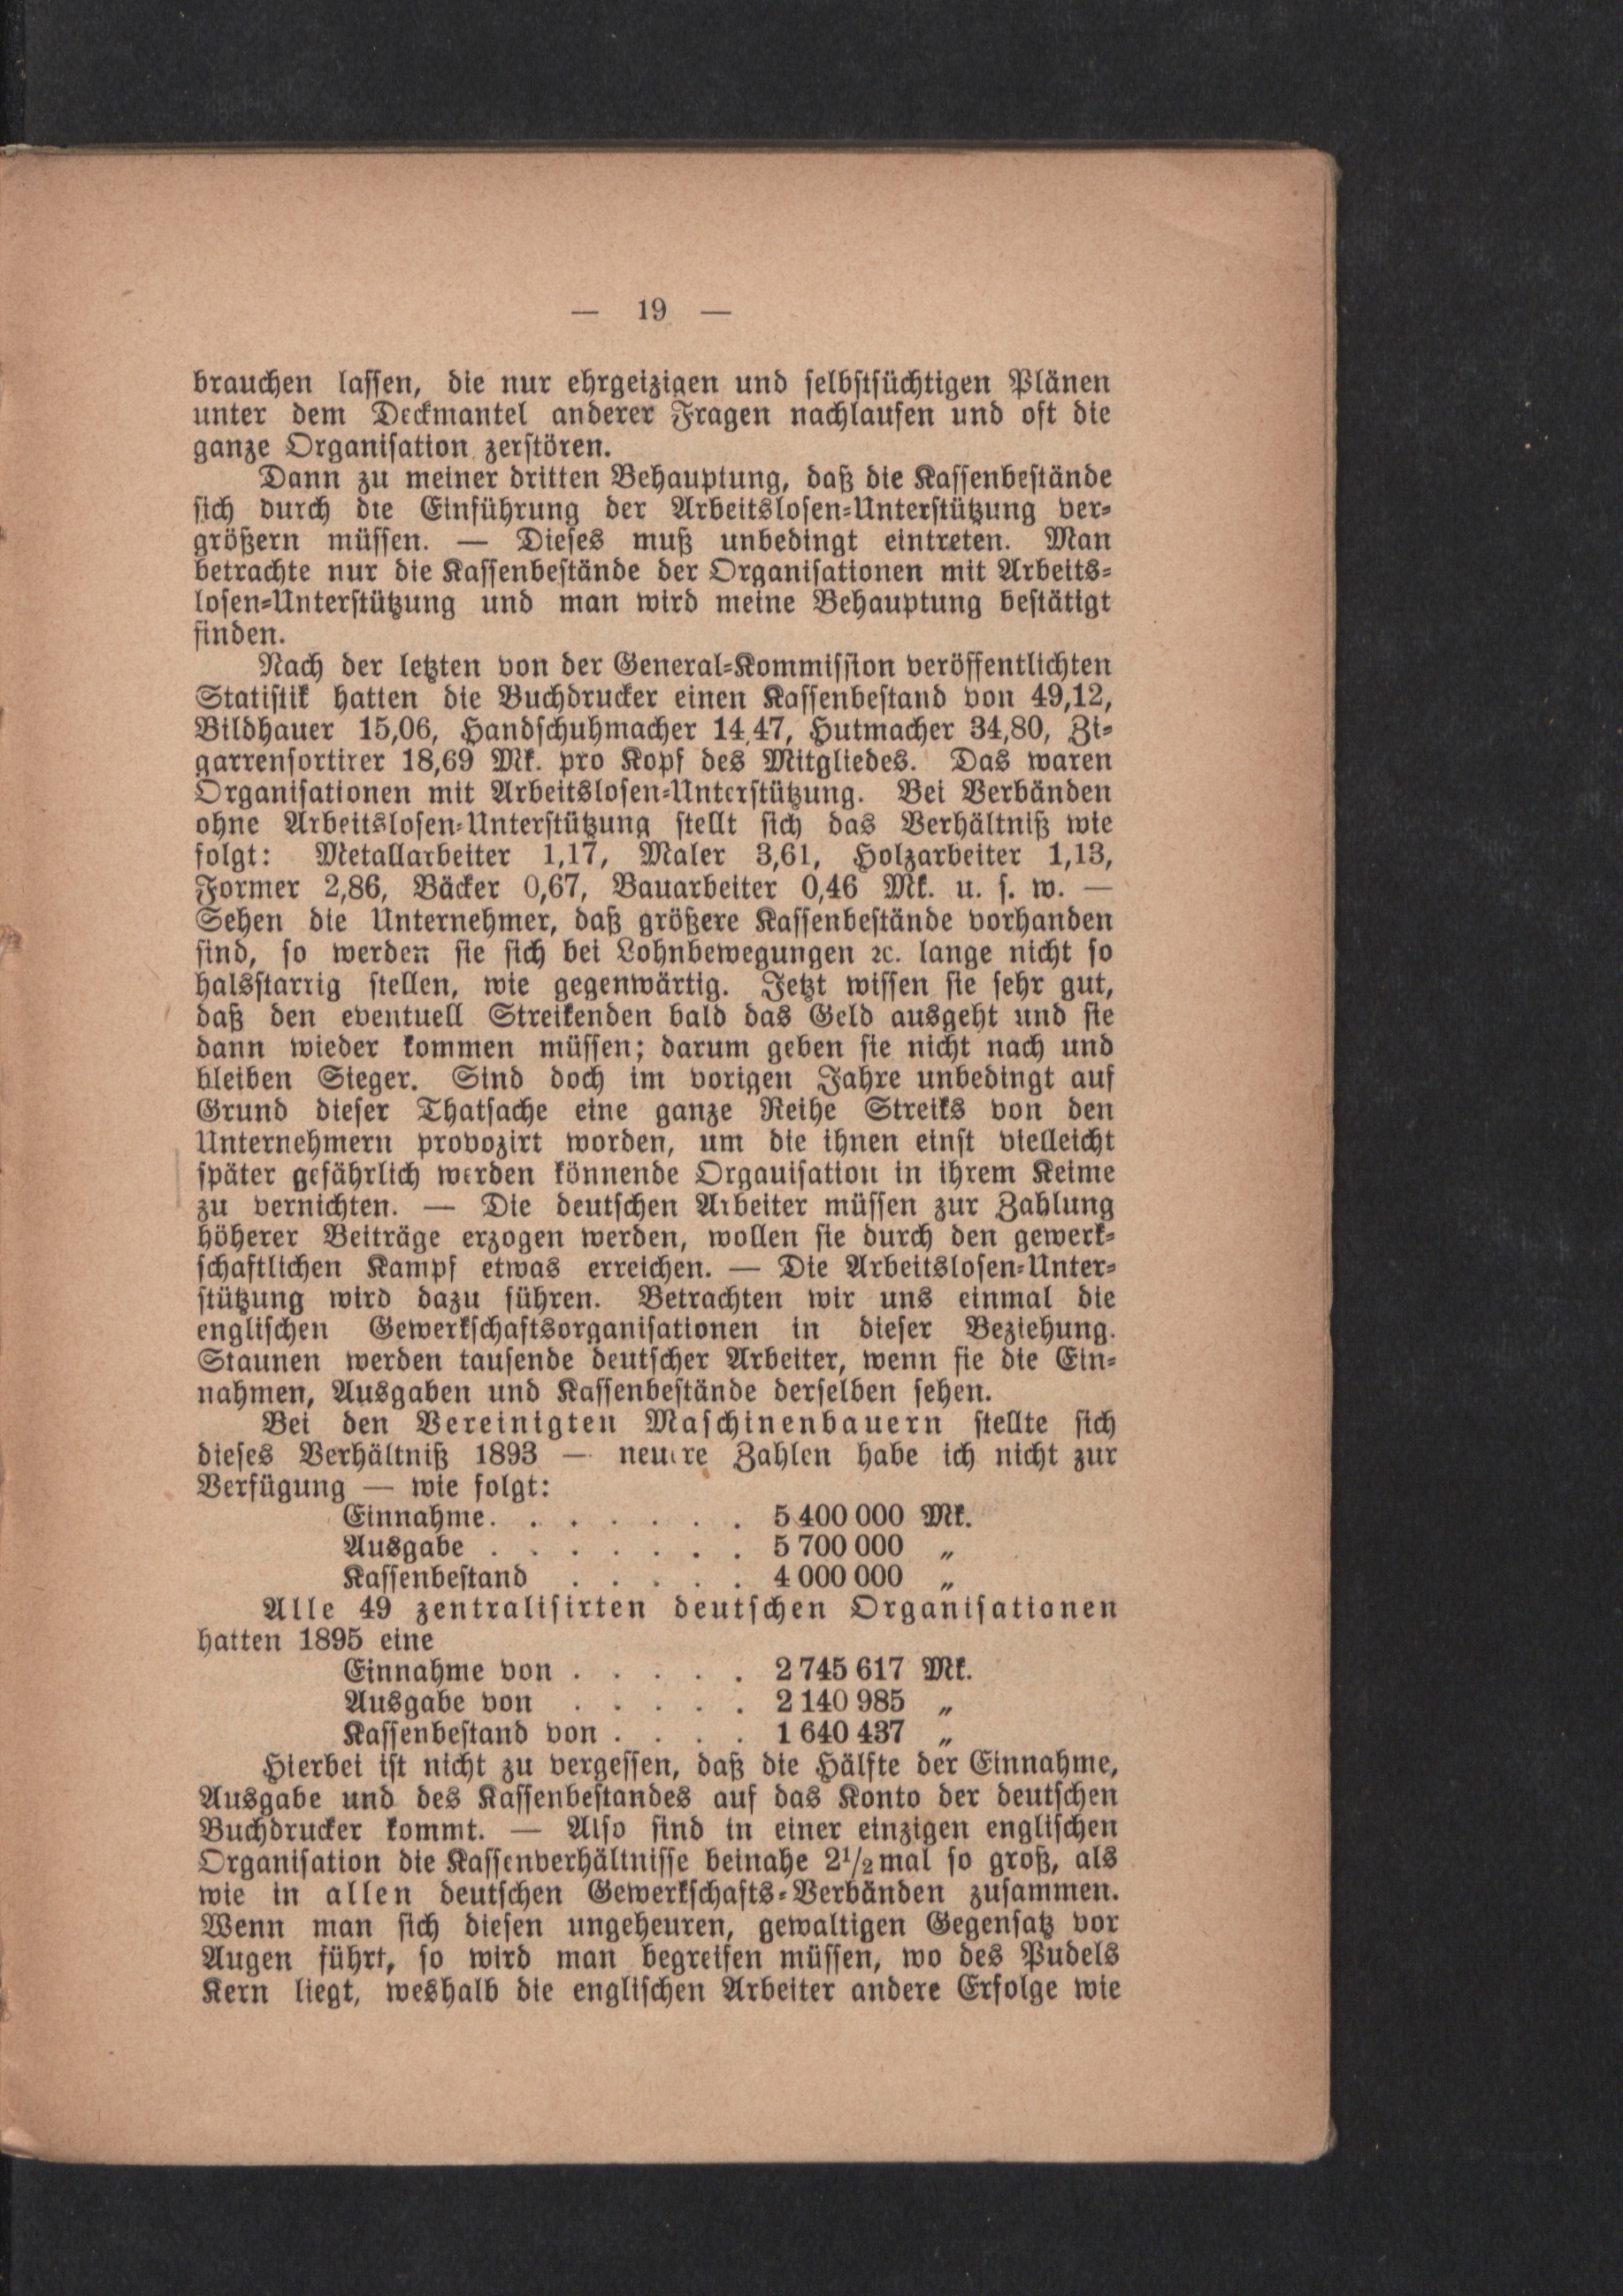 — 19 —
brauchen lassen, die nur ehrgeizigen und selbstsüchtigen Plänen
unter dem Deckmantel anderer Fragen nachlaufen und oft die
ganze Organisation zerstören.
Dann zu meiner dritten Behauptung, daß die Kassenbestände
sich durch die Einführung der Arbeitslosen-Unterstützung ver-
größern müssen. — Dieses muß unbedingt eintreten. Man
betrachte nur die Kassenbestände der Organisationen mit Arbeits-
losen-Unterstützung und man wird meine Behauptung bestätigt
finden.
Nach der letzten von der General-Kommission veröffentlichten
Statistik hatten die Buchdrucker einen Kassenbestand von 49,12,
Bildhauer 15,06, Handschuhmacher 14,47, Hutmacher 34,80, Zi-
garrensortirer 18,69 Mk. pro Kopf des Mitgliedes. Das waren
Organisationen mit Arbeitslosen-Unterstützung. Bei Verbänden
ohne Arbeitslosen-Unterstützung stellt sich das Verhältniß wie
folgt: Metallarbeiter 1,17, Maler 3,61, Holzarbeiter 1,13,
Former 2,86, Bäcker 0,67, Bauarbeiter 0,46 Mk. u. s. w. —
Sehen die Unternehmer, daß größere Kassenbestände vorhanden
sind, so werden sie sich bei Lohnbewegungen ꝛc. lange nicht so
halsstarrig stellen, wie gegenwärtig. Jetzt wissen sie sehr gut,
daß den eventuell Streikenden bald das Geld ausgeht und sie
dann wieder kommen müssen; darum geben sie nicht nach und
bleiben Sieger. Sind doch im vorigen Jahre unbedingt auf
Grund dieser Thatsache eine ganze Reihe Streiks von den
Unternehmern provozirt worden, um die ihnen einst vielleicht
später gefährlich werden könnende Orgauisation in ihrem Keime
zu vernichten. — Die deutschen Arbeiter müssen zur Zahlung
höherer Beiträge erzogen werden, wollen sie durch den gewerk-
schaftlichen Kampf etwas erreichen. — Die Arbeitslosen-Unter-
stützung wird dazu führen. Betrachten wir uns einmal die
englischen Gewerkschaftsorganisationen in dieser Beziehung.
Staunen werden tausende deutscher Arbeiter, wenn sie die Ein-
nahmen, Ausgaben und Kassenbestände derselben sehen.
Bei den Vereinigten Maschinenbauern stellte sich
dieses Verhältniß 1893 — neuere Zahlen habe ich nicht zur
Verfügung — wie folgt:
Einnahme. . . . . . . . 5 400 000 Mk.
Ausgabe . . . . . . . 5 700 000 „
Kassenbestand . . . . . 4 000 000 „
Alle 49 zentralisirten deutschen Organisationen
hatten 1895 eine
Einnahme von . . . . . 2 745 617 Mk.
Ausgabe von . . . . . 2 140 985 „
Kassenbestand von . . . . 1 640 437 „
Hierbei ist nicht zu vergessen, daß die Hälfte der Einnahme,
Ausgabe und des Kassenbestandes auf das Konto der deutschen
Buchdrucker kommt. — Also sind in einer einzigen englischen
Organisation die Kassenverhältnisse beinahe 2½mal so groß, als
wie in allen deutschen Gewerkschafts-Verbänden zusammen.
Wenn man sich diesen ungeheuren, gewaltigen Gegensatz vor
Augen führt, so wird man begreifen müssen, wo des Pudels
Kern liegt, weshalb die englischen Arbeiter andere Erfolge wie